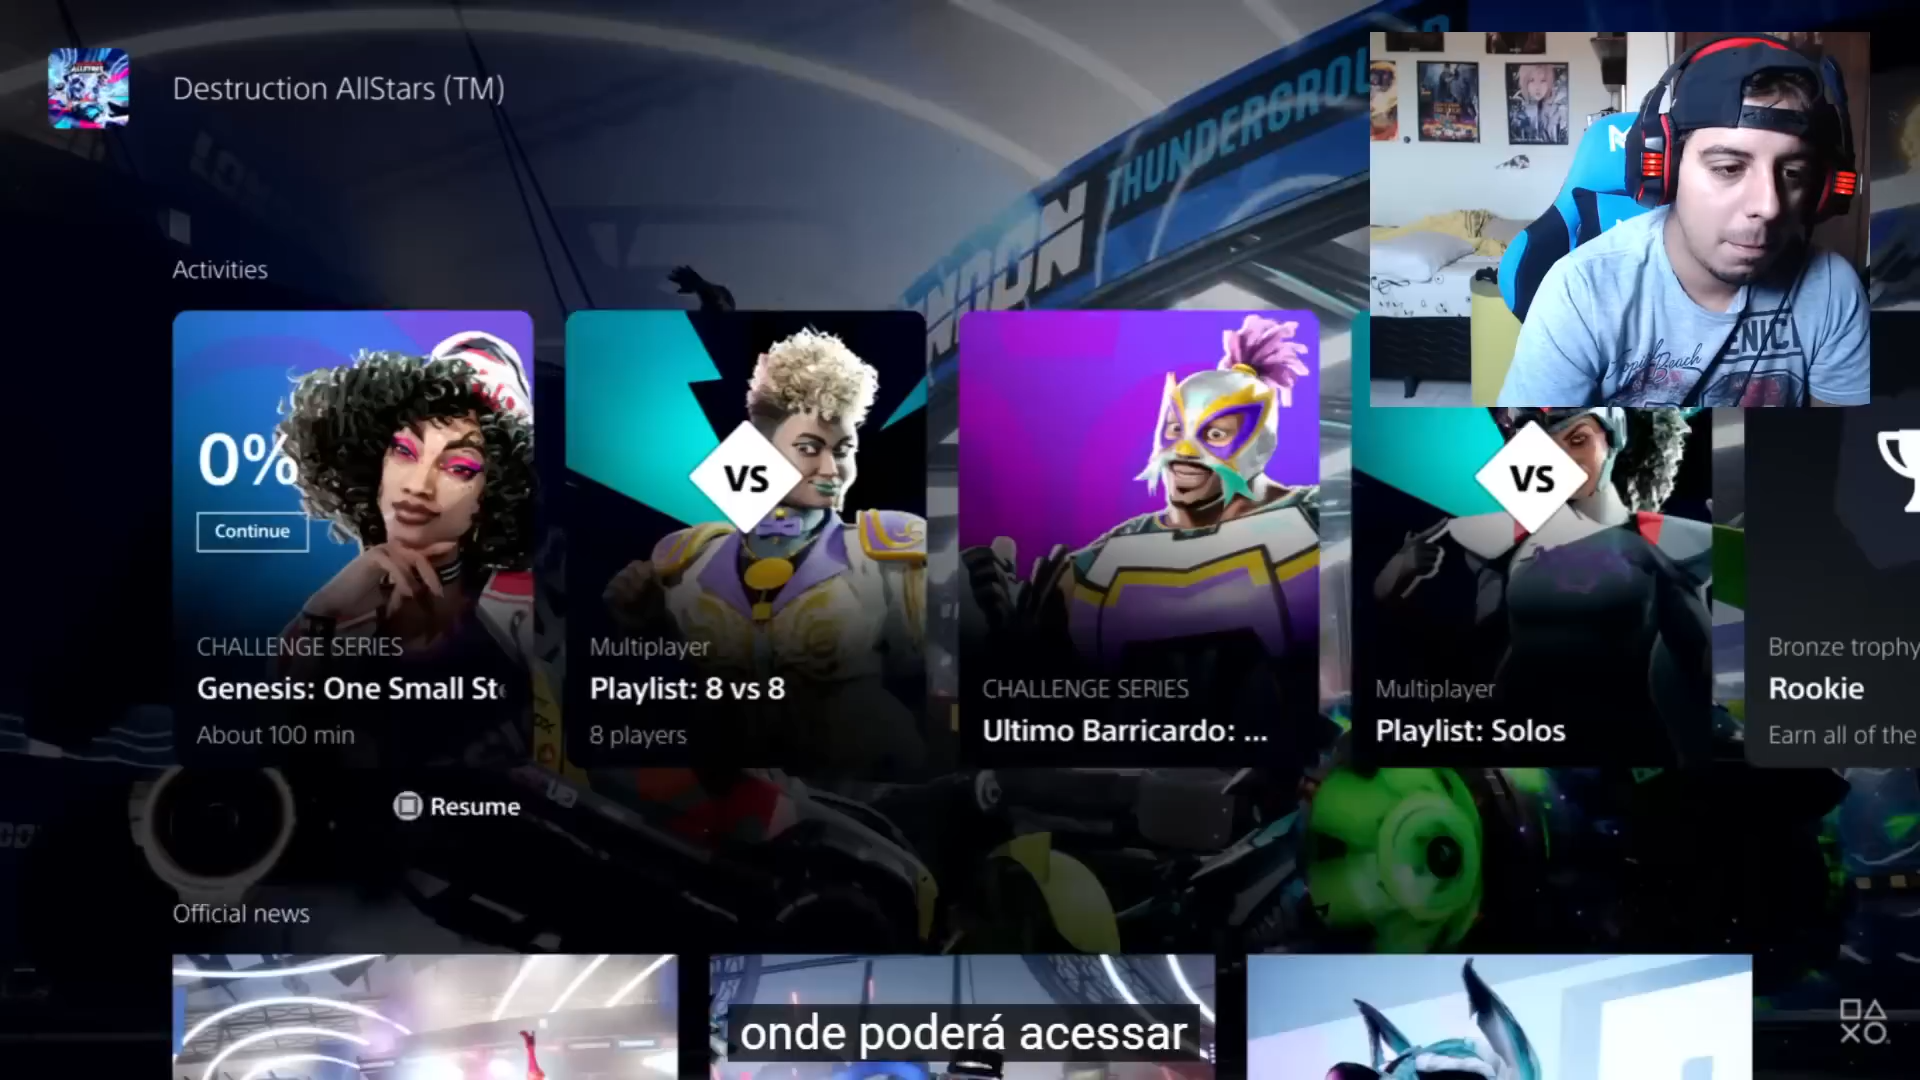 Destruction AllStars (TM)
THUNDERGROU
Activities
0%
Continue
CHALLENGE SERIES
Genesis: One Small St
About 100 min
VS
Multiplayer
Playlist: 8 vs 8
8 players
CHALLENGE SERIES
Ultimo Barricardo: ...
VS
Multiplayer
Playlist: Solos
Bronze trophy
Rookie
Earn all of the
Resume
Official news
onde poderá acessar